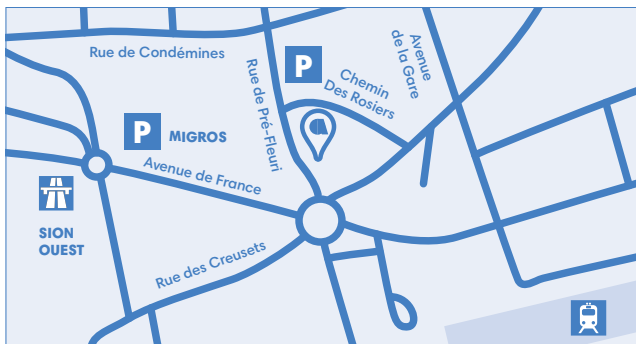 Rue de Condémines
P
Rue de Pré-Fleuri
Chemin
Des Rosiers
Avenue
de la Gare
P MIGROS
Avenue de France
SION
OUEST
Rue des Creusets